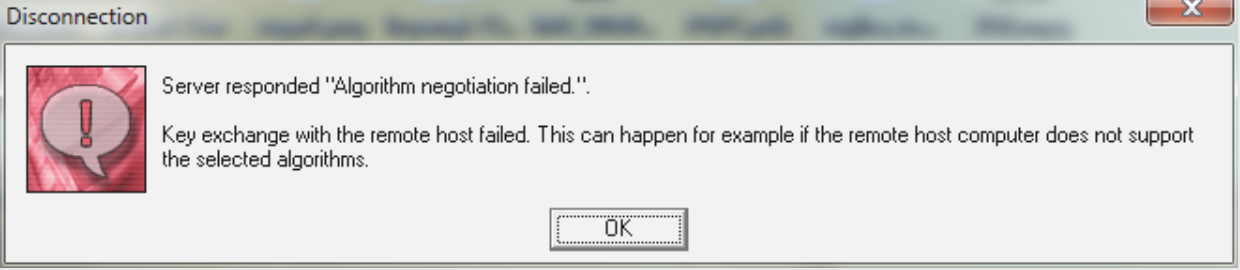 Disconnection
Server responded "Algorithm negotiation failed.".
Key exchange with the remote host failed. This can happen for example if the remote host computer does not support
the selected algorithms.
OK